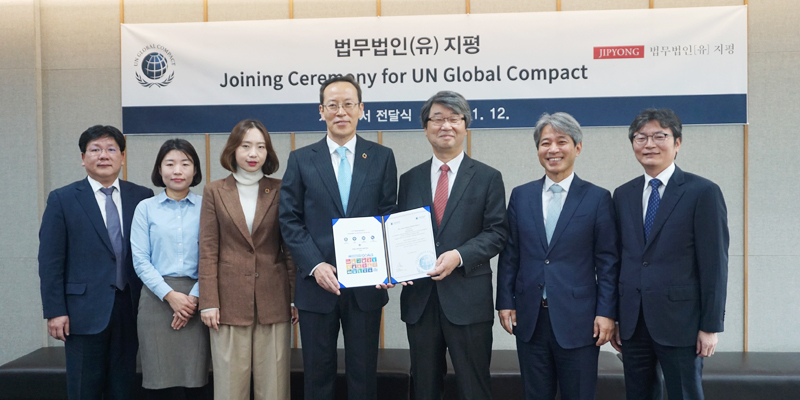 UN GLOBAL COMPACT
법무법인(유) 지평
JIPYONG 법무법인[유] 지평
Joining Ceremony for UN Global Compact
서 전달식
1. 12.